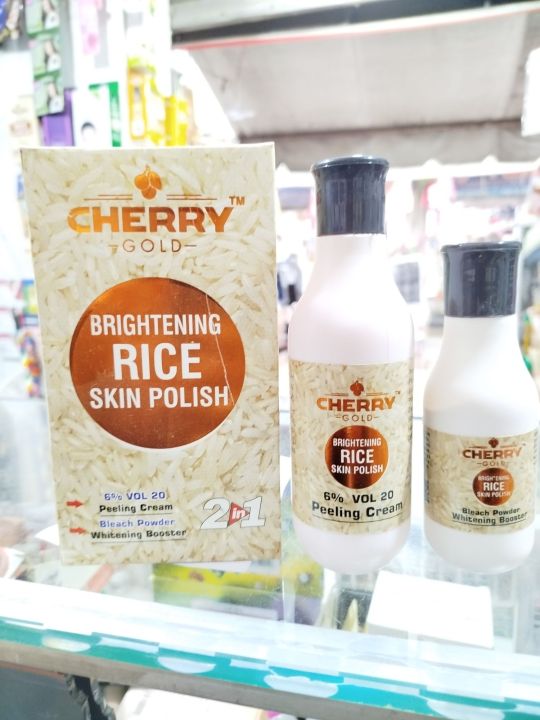 CHERRY™
GOLD
BRIGHTENING
RICE
SKIN POLISH
6% VOL 20
Peeling Cream
Bleach Powder
Whitening Booster
2in1
CHERRY™
GOLD
BRIGHTENING
RICE
SKIN POLISH
6% VOL 20
Peeling Cream
CHERRY
GOLD
BRIGHTENING
RICE
SKIN POLISH
Bleach Powder
Whitening Booster